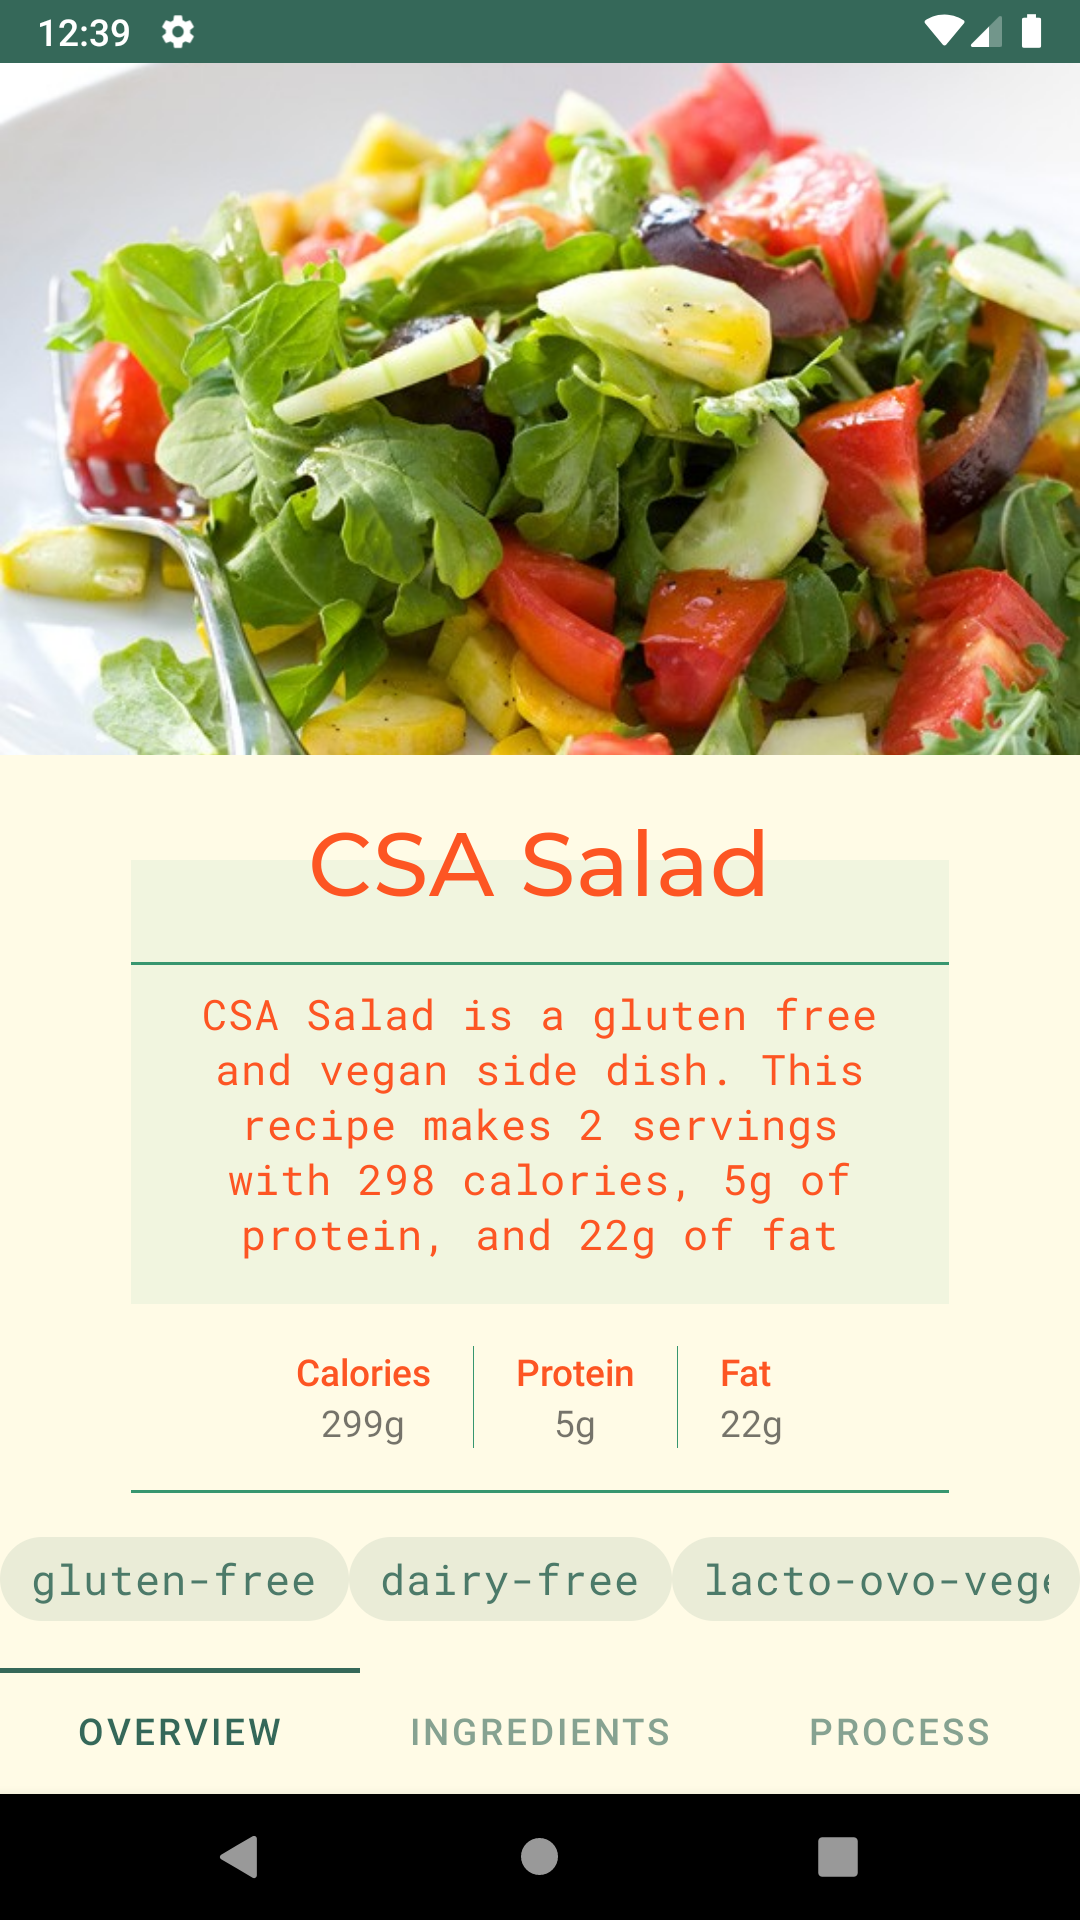 12:39
CSA Salad
CSA Salad is a gluten free
and vegan side dish. This
recipe makes 2 servings
with 298 calories, 5g of
protein, and 22g of fat
Calories Protein Fat
299g 5g 22g
gluten-free dairy-free lacto-ovo-vege
OVERVIEW INGREDIENTS PROCESS